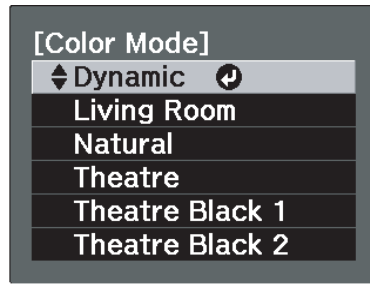 [Color Mode]
Dynamic
Living Room
Natural
Theatre
Theatre Black 1
Theatre Black 2